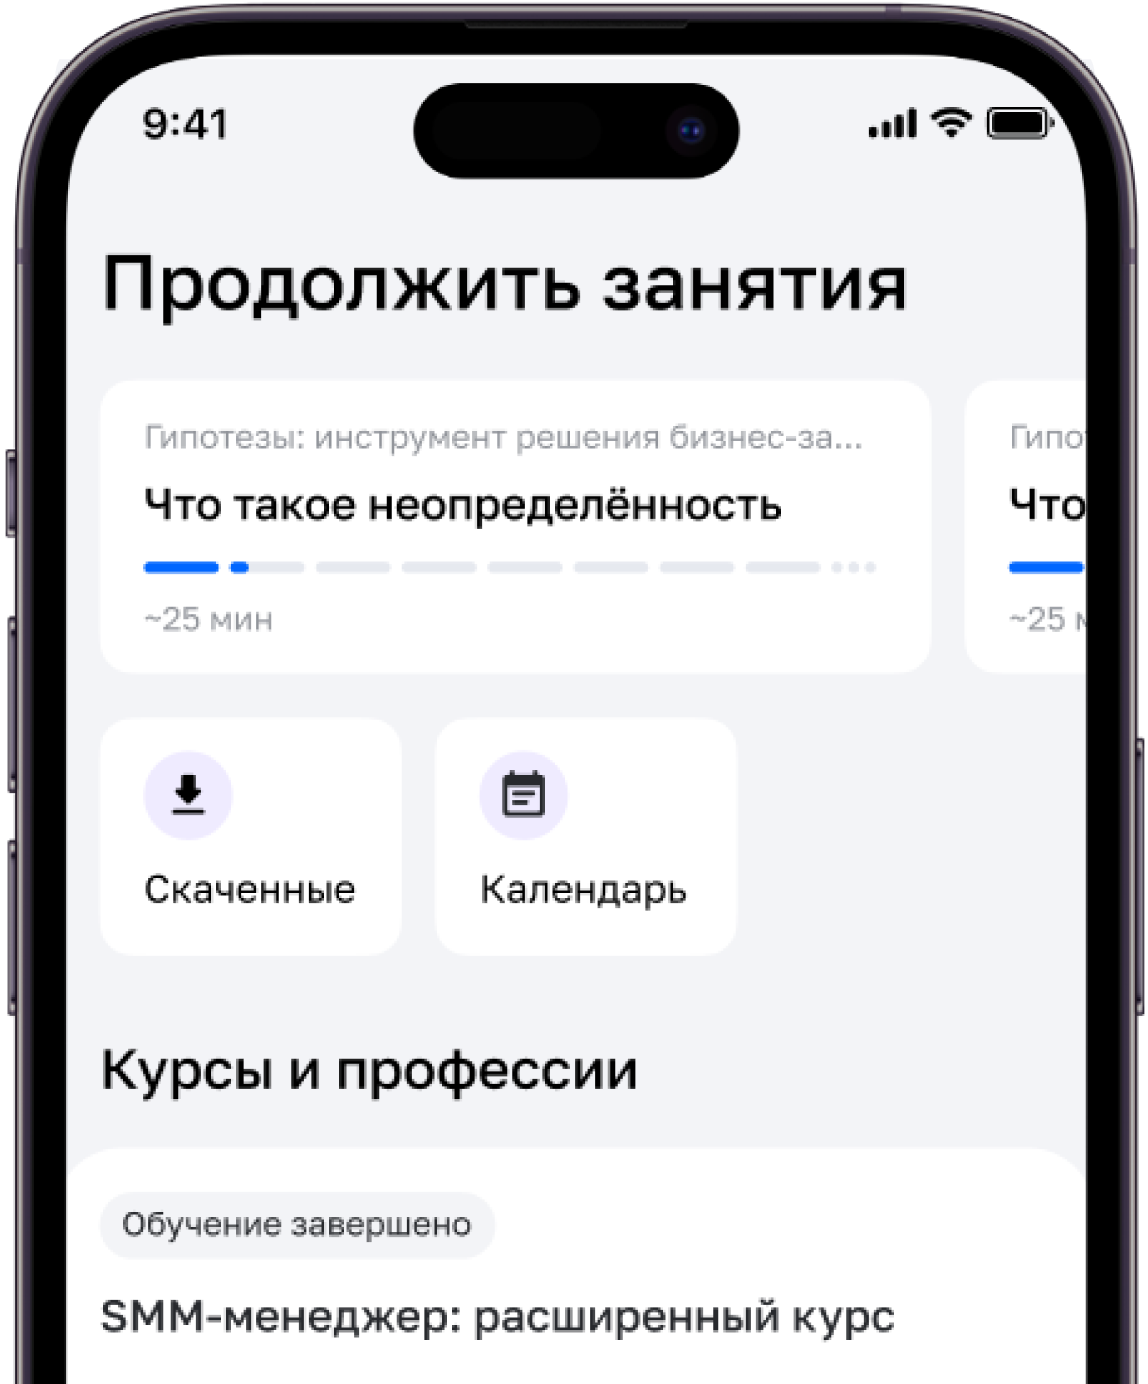 9:41
Продолжить занятия
Гипотезы: инструмент решения бизнес-за...
Что такое неопределённость
~25 мин
Гипо
Что
~25
Скаченные
Календарь
Курсы и профессии
Обучение завершено
SMM-менеджер: расширенный курс